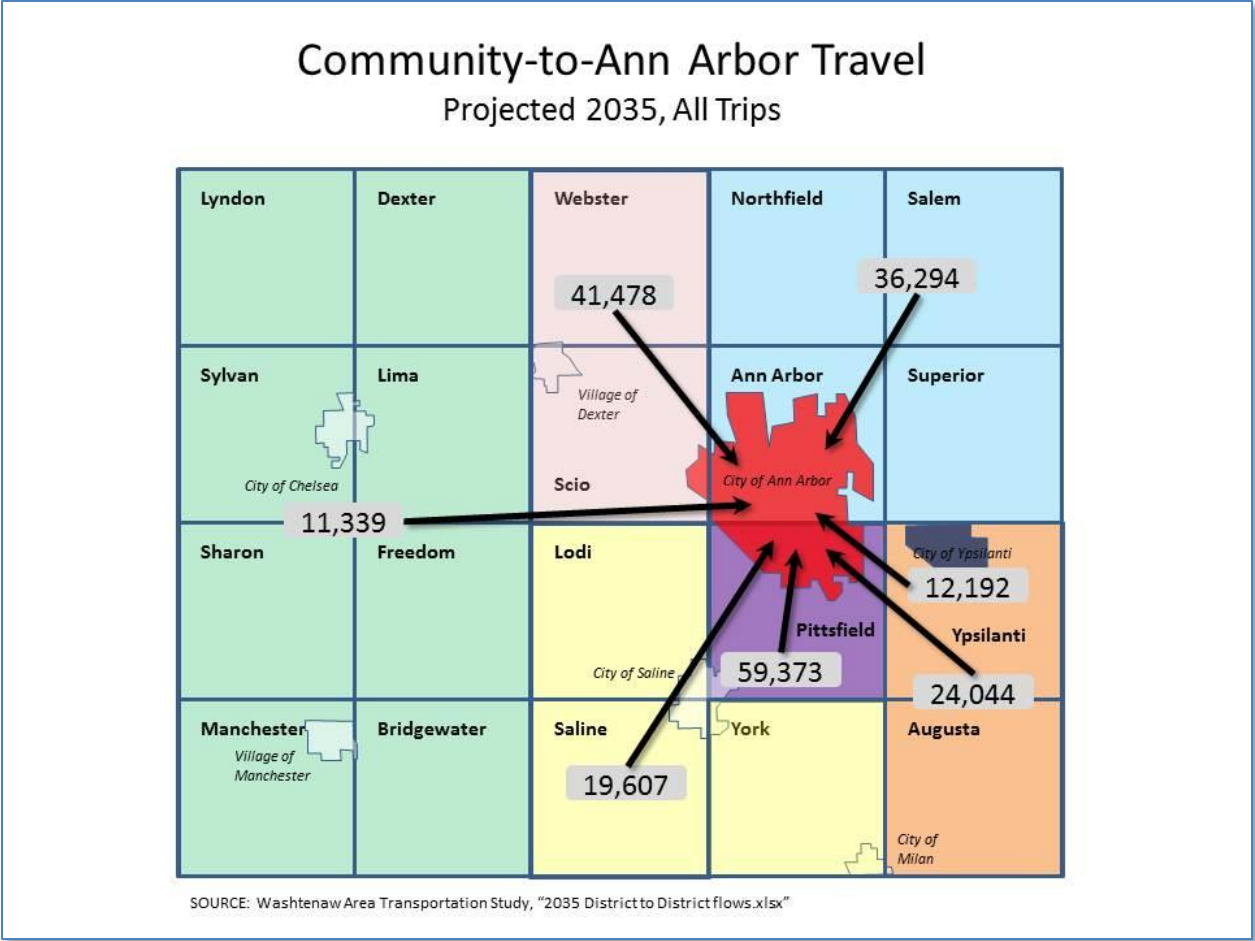 Community-to-Ann Arbor Travel
Projected 2035, All Trips
Lyndon
Dexter
Webster
Northfield
Salem
41,478
36,294
Sylvan
Lima
Village of
Dexter
Ann Arbor
Superior
City of Chelsea
Scio
City of Ann Arbor
11,339
Sharon
Freedom
Lodi
City of Ypsilanti
12,192
Pittsfield
Ypsilanti
City of Saline
59,373
24,044
Manchester
Village of
Manchester
Bridgewater
Saline
York
Augusta
19,607
City of
Milan
SOURCE: Washtenaw Area Transportation Study, “2035 District to District flows.xlsx”